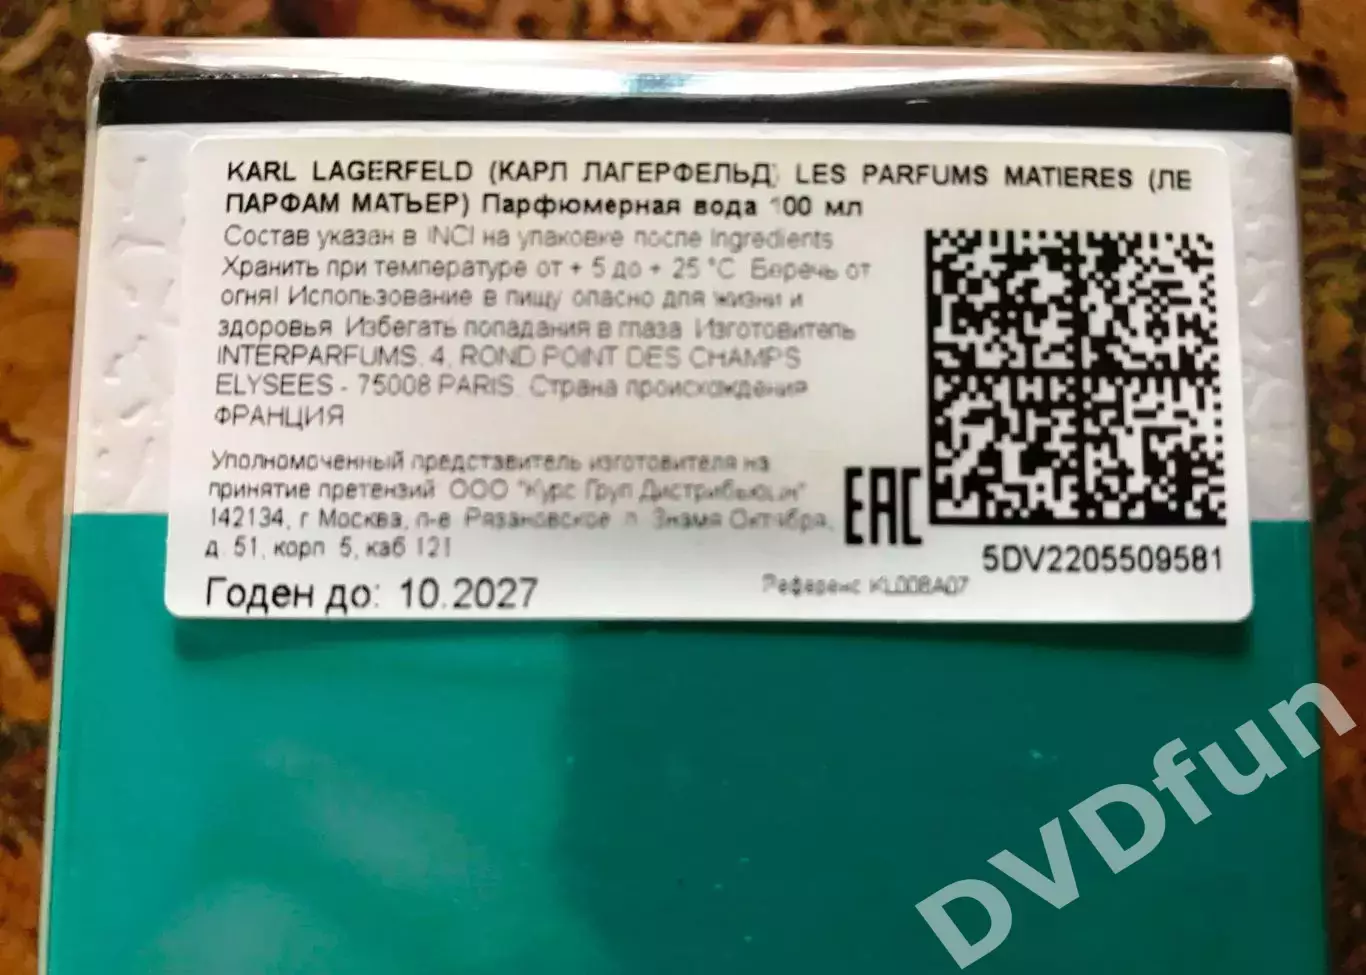 KARL LAGERFELD (КАРЛ ЛАГЕРФЕЛЬД) LES PARFUMS MATIERES (ЛЕ
ПАРФАМ МАТЬЕР) Парфюмерная вода 100 мл
Состав указан в INCI на упаковке после Ingredients
Хранить при температуре от + 5 до + 25 °C Беречь от
огня! Использование в пищу опасно для жизни и
здоровья Избегать попадания в глаза Изготовитель
INTERPARFUMS, 4, ROND POINT DES CHAMPS
ELYSEES - 75008 PARIS. Страна происхождения
ФРАНЦИЯ
Уполномоченный представитель изготовителя на
принятие претензий ООО "Курс Груп Дистрибьюшн"
142134, г Москва, п-е Рязановское п. Знамя Октября,
д. 51, корп 5, каб 121
Годен до: 10.2027
EAC
5DV2205509581
Референс KL008A07
DVDfun